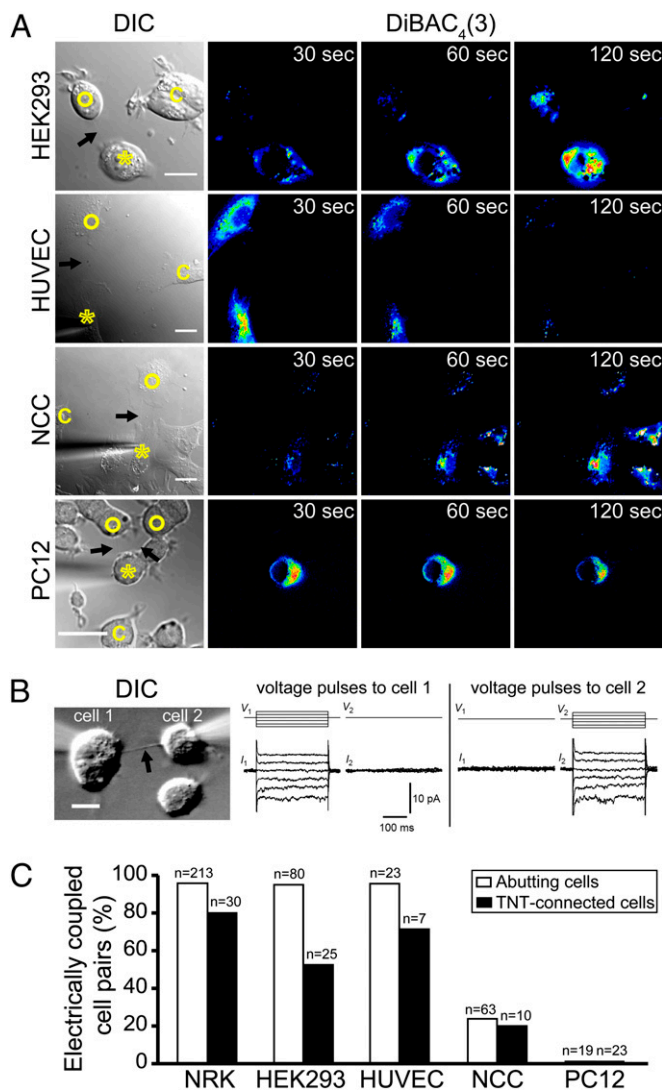 A DIC DiBAC4(3)
HEK293 30 sec 60 sec 120 sec
O C
*
HUVEC 30 sec 60 sec 120 sec
O
C
*
NCC 30 sec 60 sec 120 sec
O
C
*
PC12 30 sec 60 sec 120 sec
O O
*
C
B DIC voltage pulses to cell 1 voltage pulses to cell 2
cell 1 cell 2 V1 V2 V1 V2
I1 I2 I1 I2
10 pA
100 ms
C
Electrically coupled
cell pairs (%)
100
80
60
40
20
0
n=213 n=80 n=23
n=30 n=25 n=7
n=63 n=10
n=19 n=23
Abutting cells
TNT-connected cells
NRK HEK293 HUVEC NCC PC12